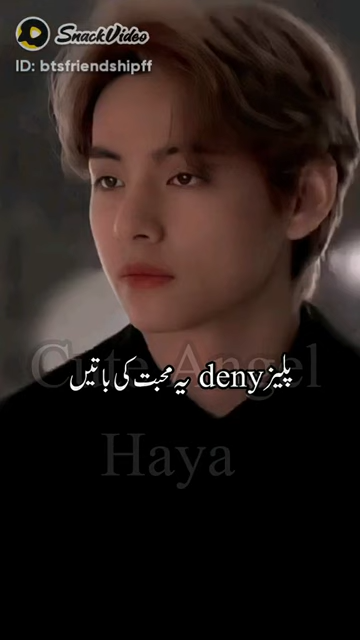 SnackVideo
ID: btsfriendshipff
پلیز deny یہ محبت کی باتیں
Cute Angel
Haya